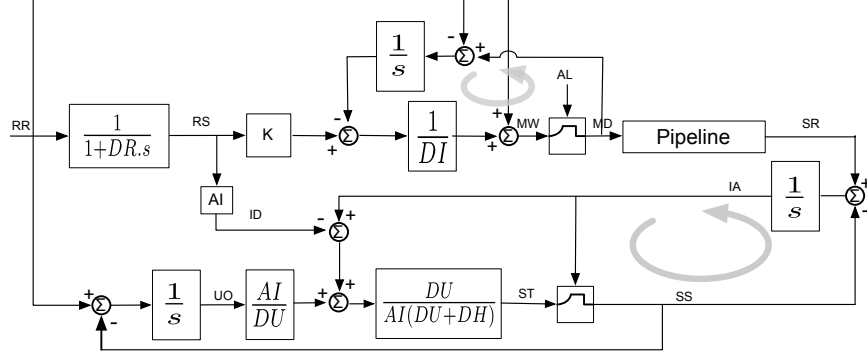 - +
1/s Σ
AL
RR 1/(1+DR.s) RS K - + Σ 1/DI + + Σ MW MD Pipeline SR
AI ID - + Σ IA 1/s Σ + -
+ - Σ 1/s UO AI/DU + + Σ DU/(AI(DU+DH)) ST SS